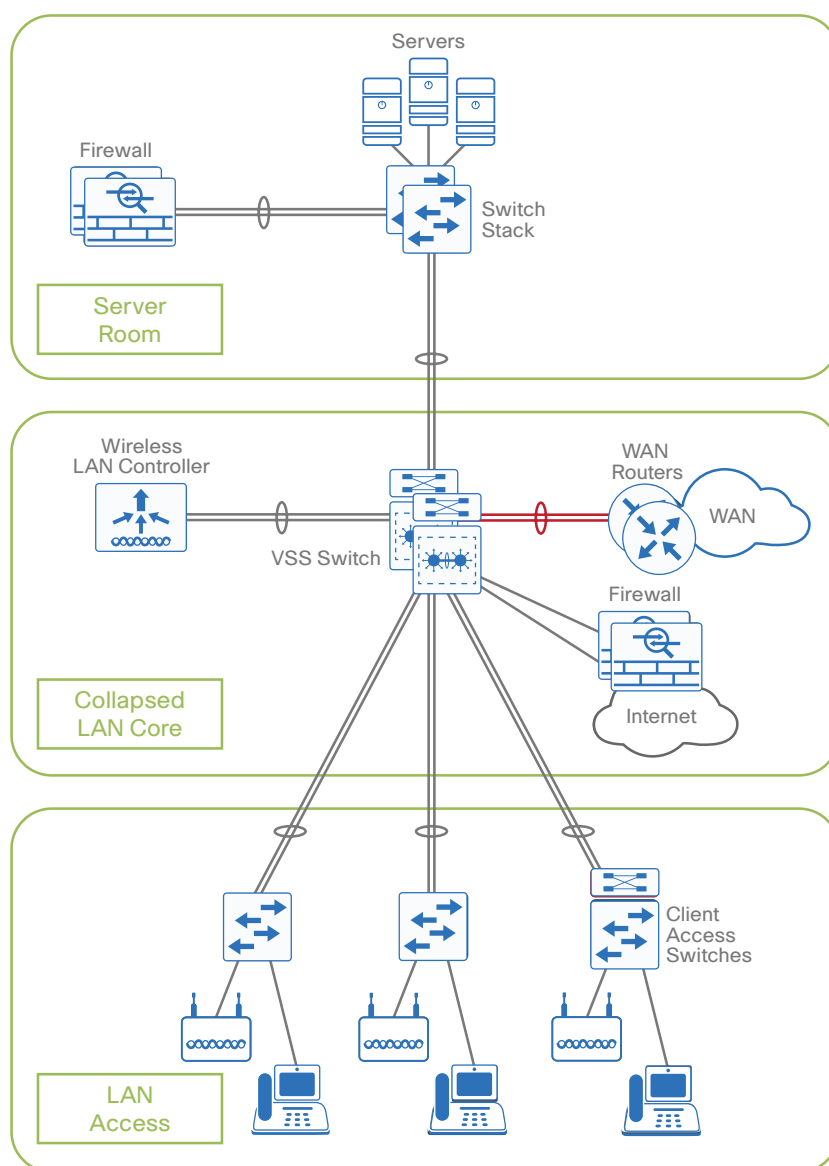 Servers
Firewall
Switch
Stack
Server
Room
Wireless
LAN Controller
WAN
Routers
WAN
VSS Switch
Firewall
Collapsed
LAN Core
Internet
Client
Access
Switches
LAN
Access